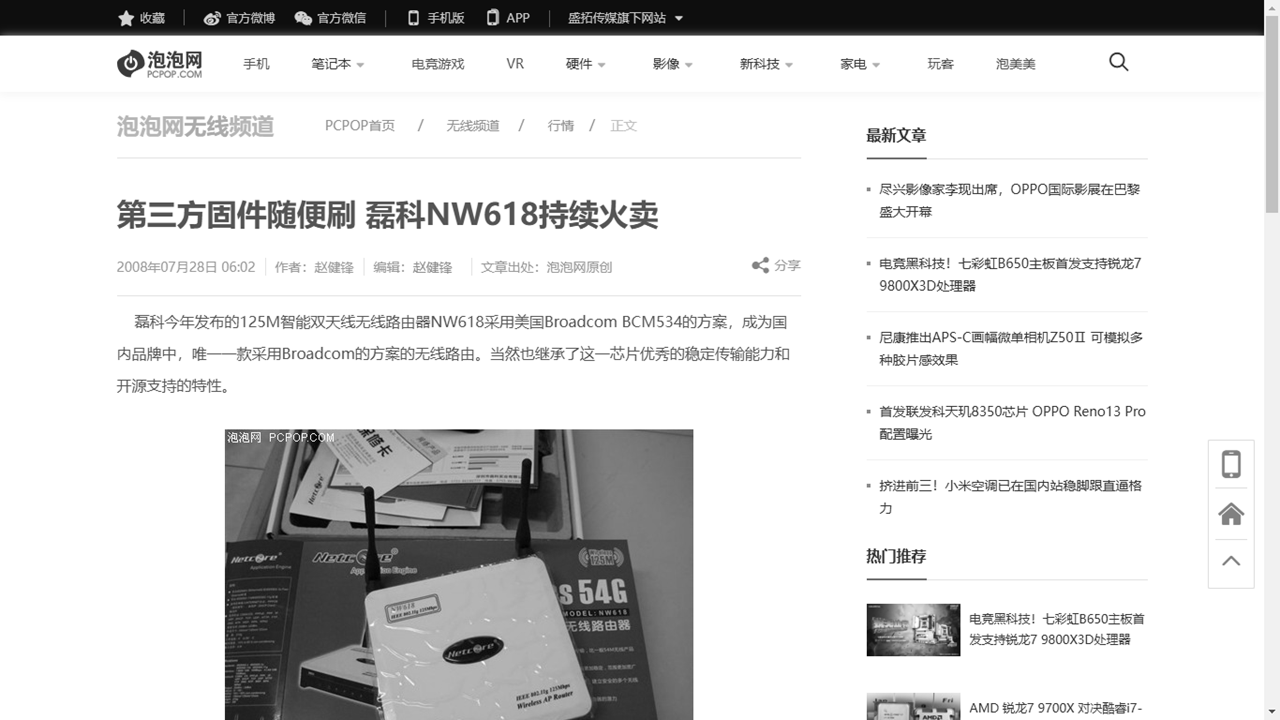 收藏 官方微博 官方微信 手机版 APP 盛拓传媒旗下网站
泡泡网
PCPOP.COM
手机 笔记本 电竞游戏 VR 硬件 影像 新科技 家电 玩客 泡美美
泡泡网无线频道 PCPOP首页 / 无线频道 / 行情 / 正文
第三方固件随便刷 磊科NW618持续火卖
2008年07月28日 06:02 作者：赵健锋 编辑：赵健锋 文章出处：泡泡网原创 分享
磊科今年发布的125M智能双天线无线路由器NW618采用美国Broadcom BCM534的方案，成为国
内品牌中，唯一一款采用Broadcom的方案的无线路由。当然也继承了这一芯片优秀的稳定传输能力和
开源支持的特性。
泡泡网 PCPOP.COM
保修卡
Netcore
Netcore
Application Engine
Wireless
125M
S 54G
MODEL: NW618
无线路由器
NW618
IEEE 802.11g 125Mbps
Netcore
IEEE 802.11g 125Mbps
Wireless AP Router
最新文章
尽兴影像家李现出席，OPPO国际影展在巴黎
盛大开幕
电竞黑科技！七彩虹B650主板首发支持锐龙7
9800X3D处理器
尼康推出APS-C画幅微单相机Z50Ⅱ 可模拟多
种胶片感效果
首发联发科天玑8350芯片 OPPO Reno13 Pro
配置曝光
挤进前三！小米空调已在国内站稳脚跟直逼格
力
热门推荐
电竞黑科技！七彩虹B650主板首
发支持锐龙7 9800X3D处理器
AMD 锐龙7 9700X 对决酷睿i7-